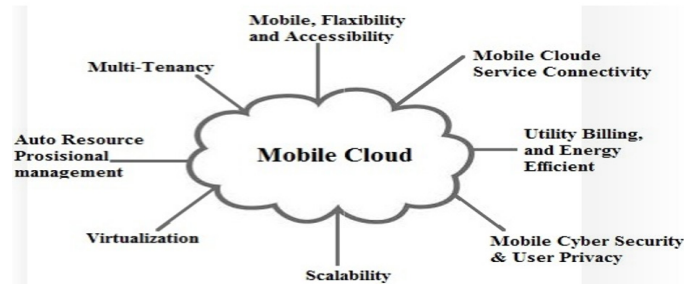 Mobile, Flaxibility
and Accessibility
Mobile Cloude
Service Connectivity
Multi-Tenancy
Auto Resource
Prosisional
management
Mobile Cloud
Utility Billing,
and Energy
Efficient
Virtualization
Mobile Cyber Security
& User Privacy
Scalability